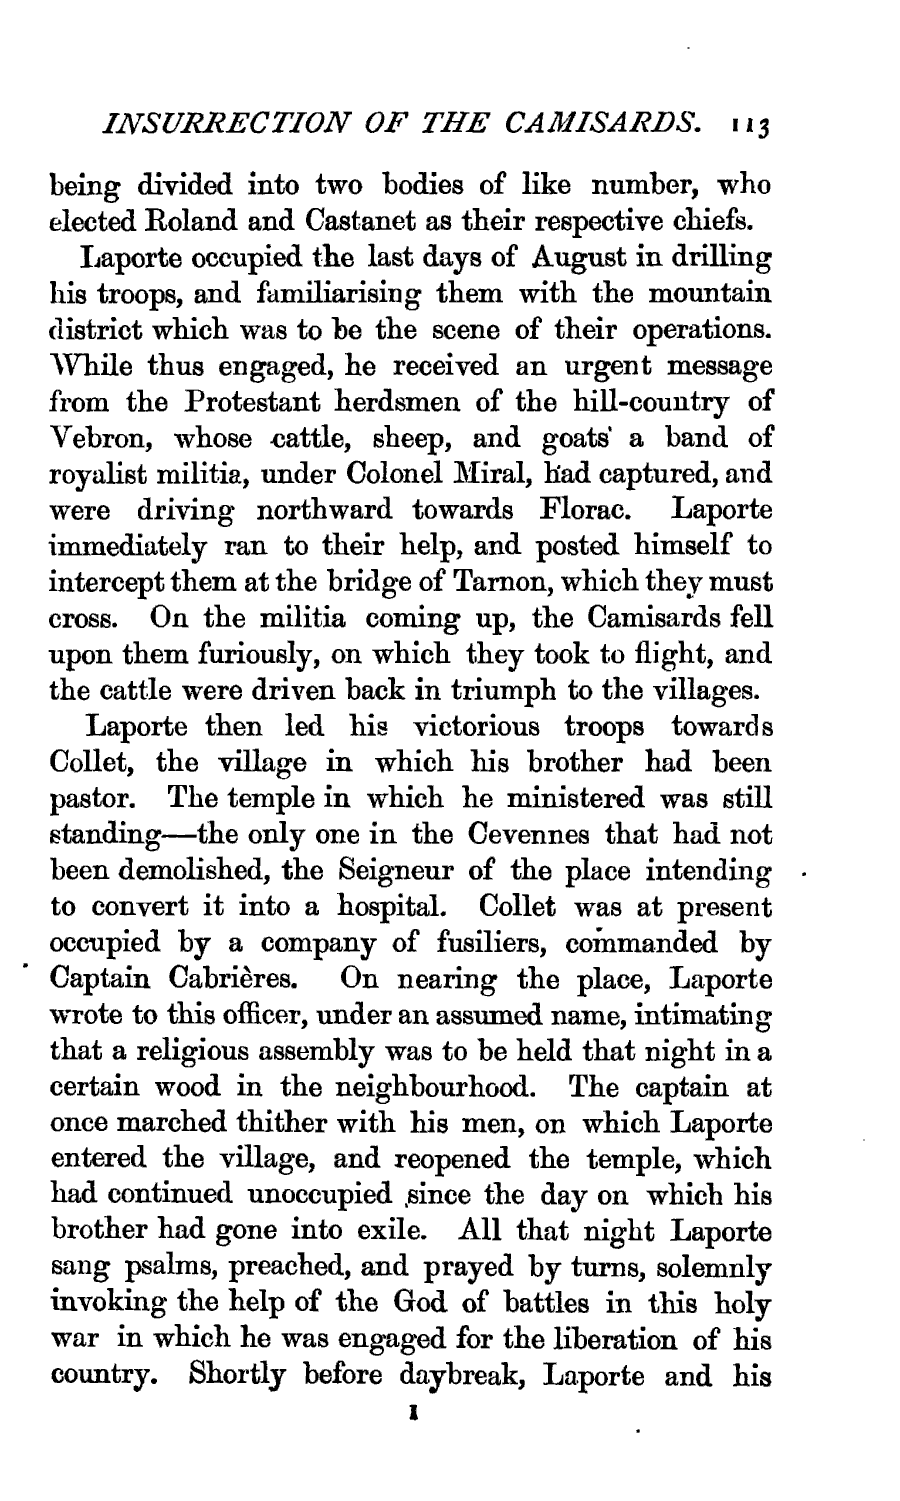 INSURRECTION OF THE CAMISARDS. 113
being divided into two bodies of like number, who
elected Roland and Castanet as their respective chiefs.
Laporte occupied the last days of August in drilling
his troops, and familiarising them with the mountain
district which was to be the scene of their operations.
While thus engaged, he received an urgent message
from the Protestant herdsmen of the hill-country of
Vebron, whose cattle, sheep, and goats a band of
royalist militia, under Colonel Miral, had captured, and
were driving northward towards Florac. Laporte
immediately ran to their help, and posted himself to
intercept them at the bridge of Tarnon, which they must
cross. On the militia coming up, the Camisards fell
upon them furiously, on which they took to flight, and
the cattle were driven back in triumph to the villages.
Laporte then led his victorious troops towards
Collet, the village in which his brother had been
pastor. The temple in which he ministered was still
standing—the only one in the Cevennes that had not
been demolished, the Seigneur of the place intending
to convert it into a hospital. Collet was at present
occupied by a company of fusiliers, commanded by
Captain Cabrières. On nearing the place, Laporte
wrote to this officer, under an assumed name, intimating
that a religious assembly was to be held that night in a
certain wood in the neighbourhood. The captain at
once marched thither with his men, on which Laporte
entered the village, and reopened the temple, which
had continued unoccupied since the day on which his
brother had gone into exile. All that night Laporte
sang psalms, preached, and prayed by turns, solemnly
invoking the help of the God of battles in this holy
war in which he was engaged for the liberation of his
country. Shortly before daybreak, Laporte and his
I